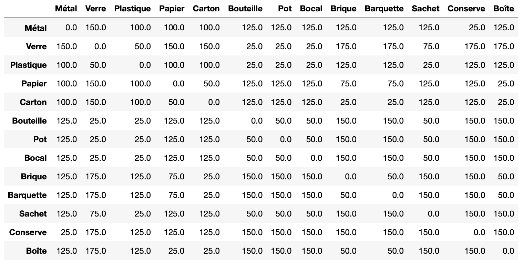 Métal Verre Plastique Papier Carton Bouteille Pot Bocal Brique Barquette Sachet Conserve Boîte
Métal 0.0 150.0 100.0 100.0 100.0 125.0 125.0 125.0 125.0 125.0 125.0 25.0 125.0
Verre 150.0 0.0 50.0 150.0 150.0 25.0 25.0 25.0 175.0 175.0 75.0 175.0 175.0
Plastique 100.0 50.0 0.0 100.0 100.0 25.0 25.0 25.0 125.0 125.0 25.0 125.0 125.0
Papier 100.0 150.0 100.0 0.0 50.0 125.0 125.0 125.0 75.0 75.0 125.0 125.0 25.0
Carton 100.0 150.0 100.0 50.0 0.0 125.0 125.0 125.0 25.0 25.0 125.0 125.0 25.0
Bouteille 125.0 25.0 25.0 125.0 125.0 0.0 50.0 50.0 150.0 150.0 50.0 150.0 150.0
Pot 125.0 25.0 25.0 125.0 125.0 50.0 0.0 50.0 150.0 150.0 50.0 150.0 150.0
Bocal 125.0 25.0 25.0 125.0 125.0 50.0 50.0 0.0 150.0 150.0 50.0 150.0 150.0
Brique 125.0 175.0 125.0 75.0 25.0 150.0 150.0 150.0 0.0 50.0 150.0 150.0 50.0
Barquette 125.0 175.0 125.0 75.0 25.0 150.0 150.0 150.0 50.0 0.0 150.0 150.0 50.0
Sachet 125.0 75.0 25.0 125.0 125.0 50.0 50.0 50.0 150.0 150.0 0.0 150.0 150.0
Conserve 25.0 175.0 125.0 125.0 125.0 150.0 150.0 150.0 150.0 150.0 150.0 0.0 150.0
Boîte 125.0 175.0 125.0 25.0 25.0 150.0 150.0 150.0 50.0 50.0 150.0 150.0 0.0